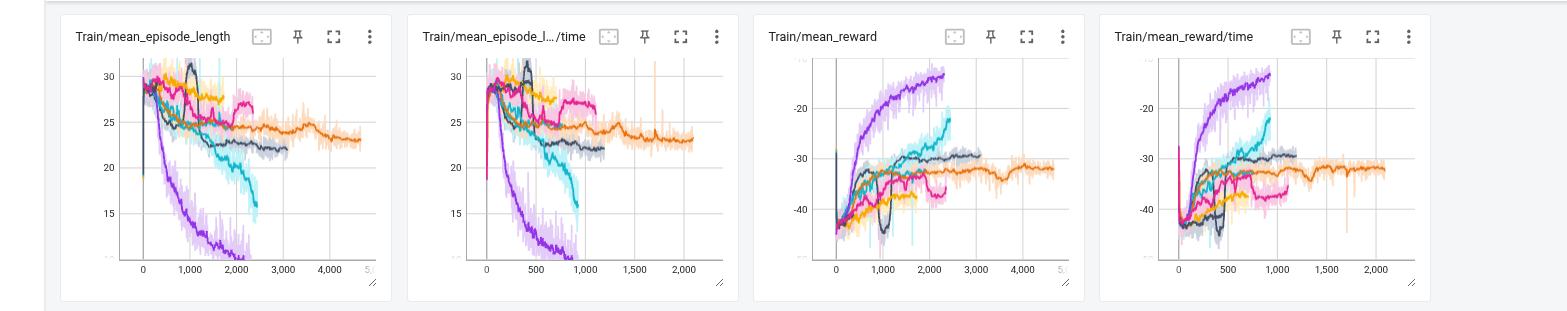 Train/mean_episode_length
30
25
20
15
10
0 1,000 2,000 3,000 4,000
Train/mean_episode_l.../time
30
25
20
15
10
0 500 1,000 1,500 2,000
Train/mean_reward
-20
-30
-40
0 1,000 2,000 3,000 4,000
Train/mean_reward/time
-20
-30
-40
0 500 1,000 1,500 2,000